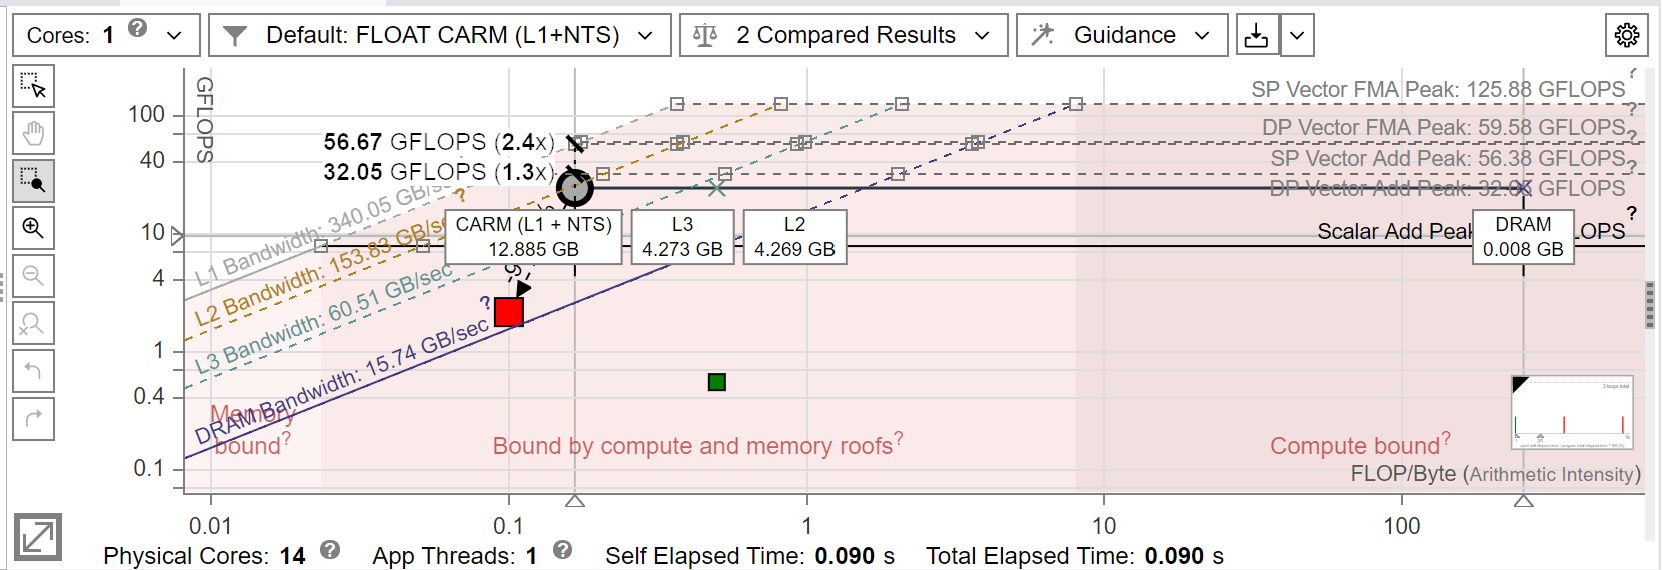 Cores: 1 ?
Default: FLOAT CARM (L1+NTS)
2 Compared Results
Guidance
GFLOPS
100
40
10
4
1
0.4
0.1
SP Vector FMA Peak: 125.88 GFLOPS ?
DP Vector FMA Peak: 59.58 GFLOPS ?
SP Vector Add Peak: 56.38 GFLOPS ?
DP Vector Add Peak: 32.05 GFLOPS ?
Scalar Add Peak LOPS ?
56.67 GFLOPS (2.4x)
32.05 GFLOPS (1.3x)
L1 Bandwidth: 340.05 GB/s
L2 Bandwidth: 153.83 GB/sec ?
L3 Bandwidth: 60.51 GB/sec
DRAM Bandwidth: 15.74 GB/sec ?
CARM (L1 + NTS)
12.885 GB
L3
4.273 GB
L2
4.269 GB
DRAM
0.008 GB
Memory
bound?
Bound by compute and memory roofs?
Compute bound?
FLOP/Byte (Arithmetic Intensity)
0.01
0.1
1
10
100
Physical Cores: 14 ?
App Threads: 1 ?
Self Elapsed Time: 0.090 s
Total Elapsed Time: 0.090 s